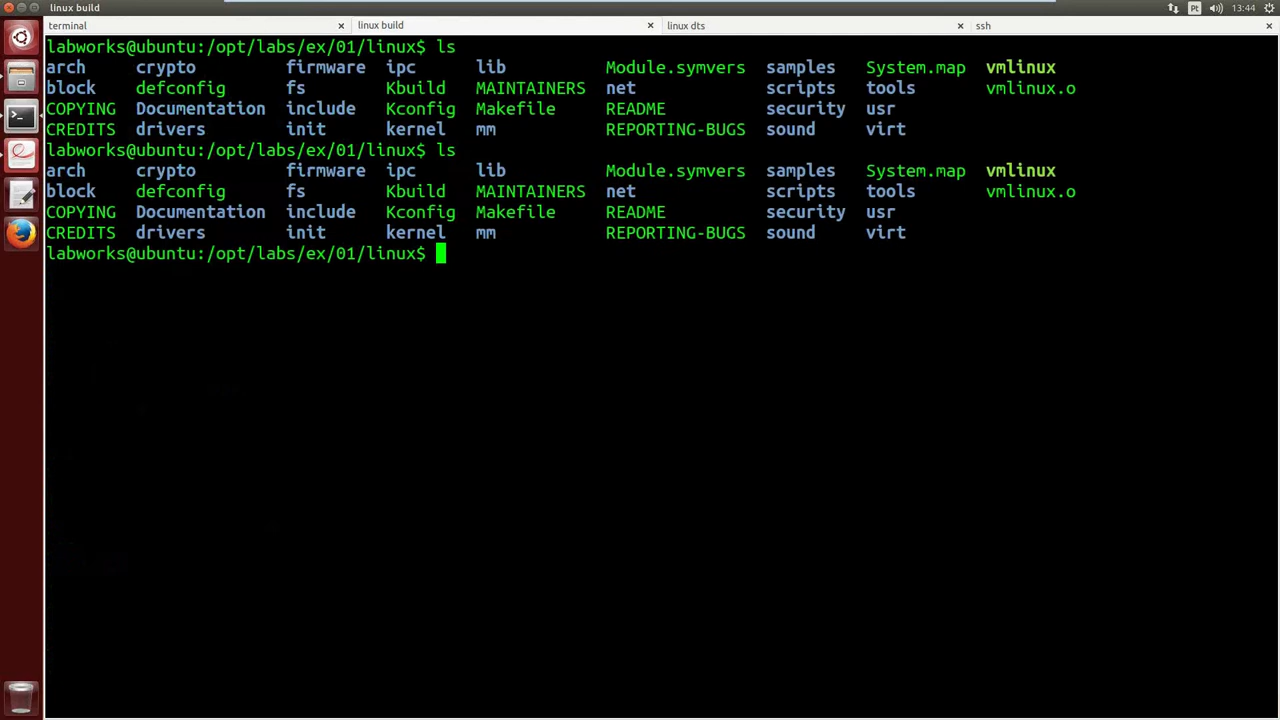 linux build
Pt
13:44
terminal
linux build
linux dts
ssh
labworks@ubuntu:/opt/labs/ex/01/linux$ ls
arch crypto firmware ipc lib Module.symvers samples System.map vmlinux
block defconfig fs Kbuild MAINTAINERS net scripts tools vmlinux.o
COPYING Documentation include Kconfig Makefile README security usr
CREDITS drivers init kernel mm REPORTING-BUGS sound virt
labworks@ubuntu:/opt/labs/ex/01/linux$ ls
arch crypto firmware ipc lib Module.symvers samples System.map vmlinux
block defconfig fs Kbuild MAINTAINERS net scripts tools vmlinux.o
COPYING Documentation include Kconfig Makefile README security usr
CREDITS drivers init kernel mm REPORTING-BUGS sound virt
labworks@ubuntu:/opt/labs/ex/01/linux$